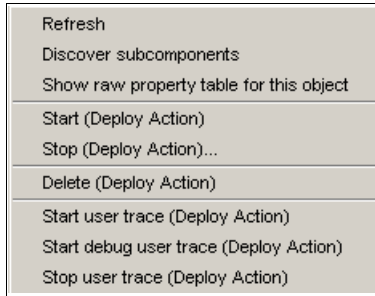 Refresh
Discover subcomponents
Show raw property table for this object
Start (Deploy Action)
Stop (Deploy Action)...
Delete (Deploy Action)
Start user trace (Deploy Action)
Start debug user trace (Deploy Action)
Stop user trace (Deploy Action)